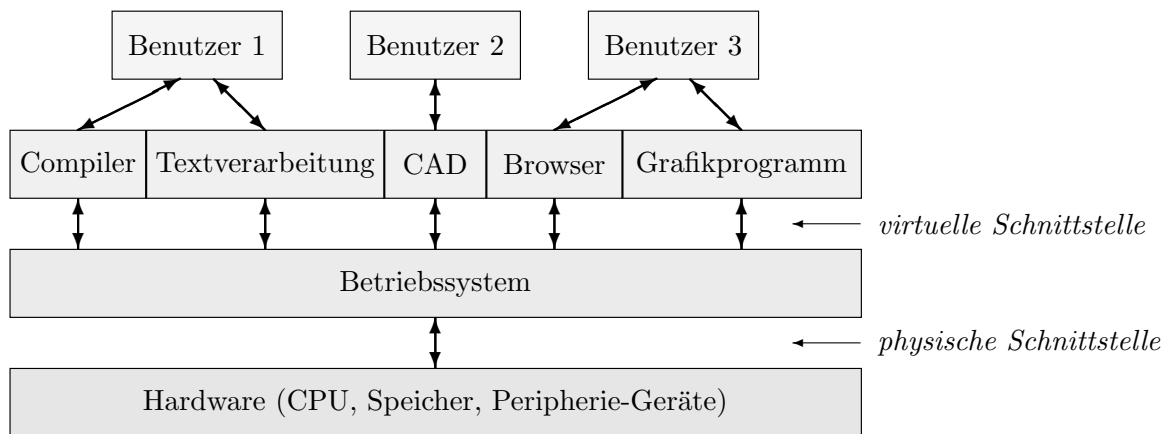 Benutzer 1
Benutzer 2
Benutzer 3
Compiler
Textverarbeitung
CAD
Browser
Grafikprogramm
virtuelle Schnittstelle
Betriebssystem
physische Schnittstelle
Hardware (CPU, Speicher, Peripherie-Geräte)